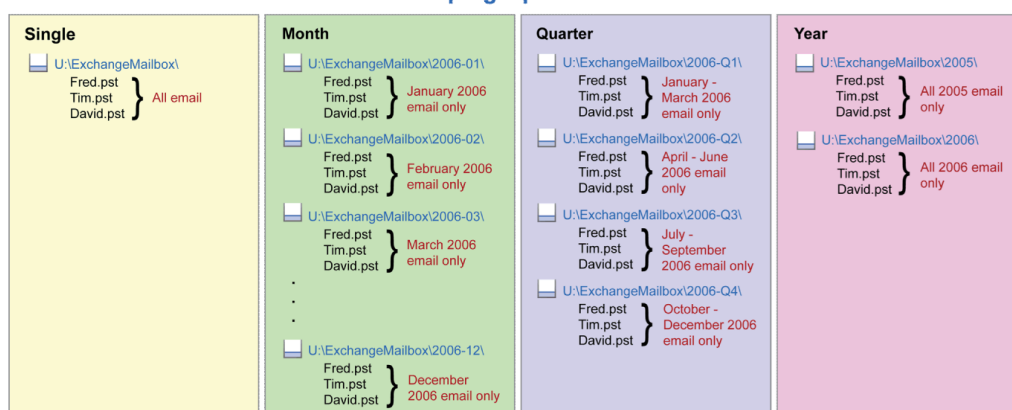 Single
U:\ExchangeMailbox\
Fred.pst
Tim.pst
David.pst
All email
Month
U:\ExchangeMailbox\2006-01\
Fred.pst
Tim.pst
David.pst
January 2006
email only
U:\ExchangeMailbox\2006-02\
Fred.pst
Tim.pst
David.pst
February 2006
email only
U:\ExchangeMailbox\2006-03\
Fred.pst
Tim.pst
David.pst
March 2006
email only
.
.
.
U:\ExchangeMailbox\2006-12\
Fred.pst
Tim.pst
David.pst
December
2006 email only
Quarter
U:\ExchangeMailbox\2006-Q1\
Fred.pst
Tim.pst
David.pst
January -
March 2006
email only
U:\ExchangeMailbox\2006-Q2\
Fred.pst
Tim.pst
David.pst
April - June
2006 email
only
U:\ExchangeMailbox\2006-Q3\
Fred.pst
Tim.pst
David.pst
July -
September
2006 email only
U:\ExchangeMailbox\2006-Q4\
Fred.pst
Tim.pst
David.pst
October -
December 2006
email only
Year
U:\ExchangeMailbox\2005\
Fred.pst
Tim.pst
David.pst
All 2005 email
only
U:\ExchangeMailbox\2006\
Fred.pst
Tim.pst
David.pst
All 2006 email
only